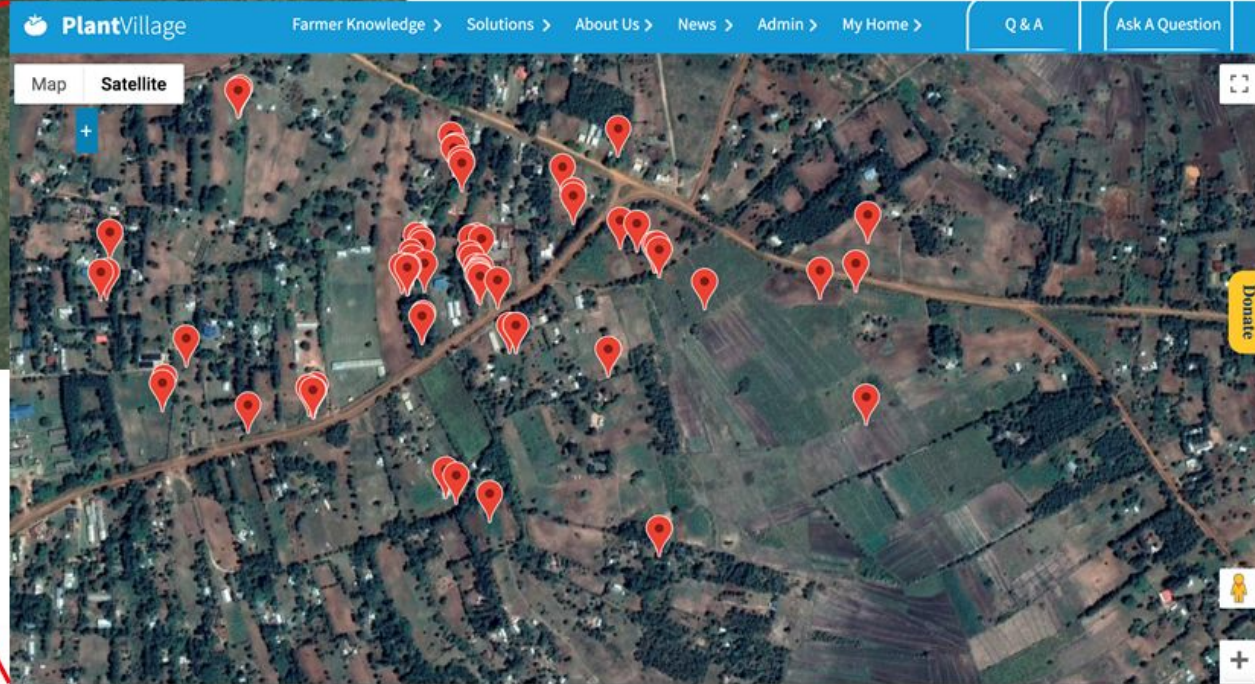 PlantVillage
Farmer Knowledge >
Solutions >
About Us >
News >
Admin >
My Home >
Q & A
Ask A Question
Map
Satellite
+
Donate
+